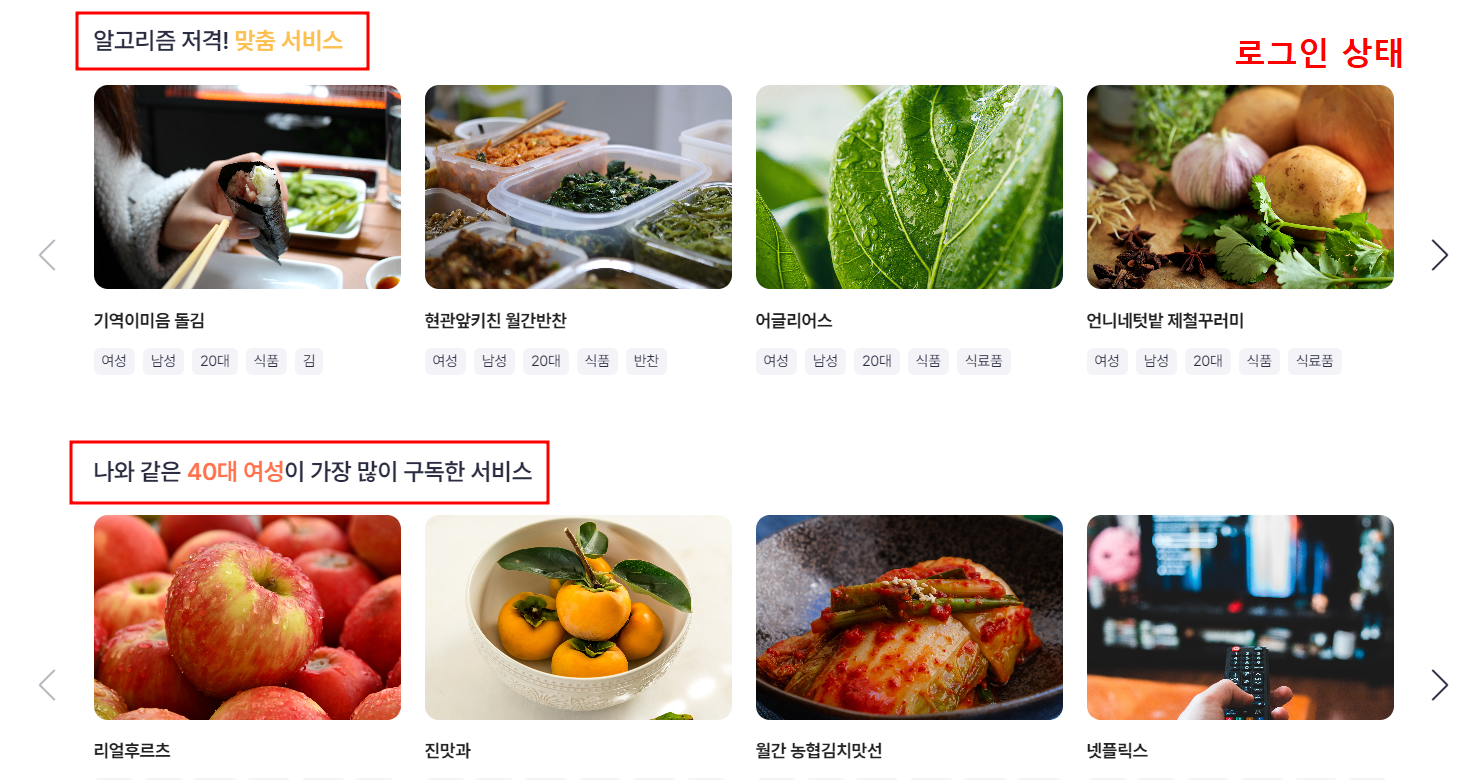 알고리즘 저격! 맞춤 서비스
로그인 상태
기역이미음 돌김
여성 남성 20대 식품 김
현관앞키친 월간반찬
여성 남성 20대 식품 반찬
어글리어스
여성 남성 20대 식품 식료품
언니네텃밭 제철꾸러미
여성 남성 20대 식품 식료품
나와 같은 40대 여성이 가장 많이 구독한 서비스
리얼후르츠
진맛과
월간 농협김치맛선
넷플릭스